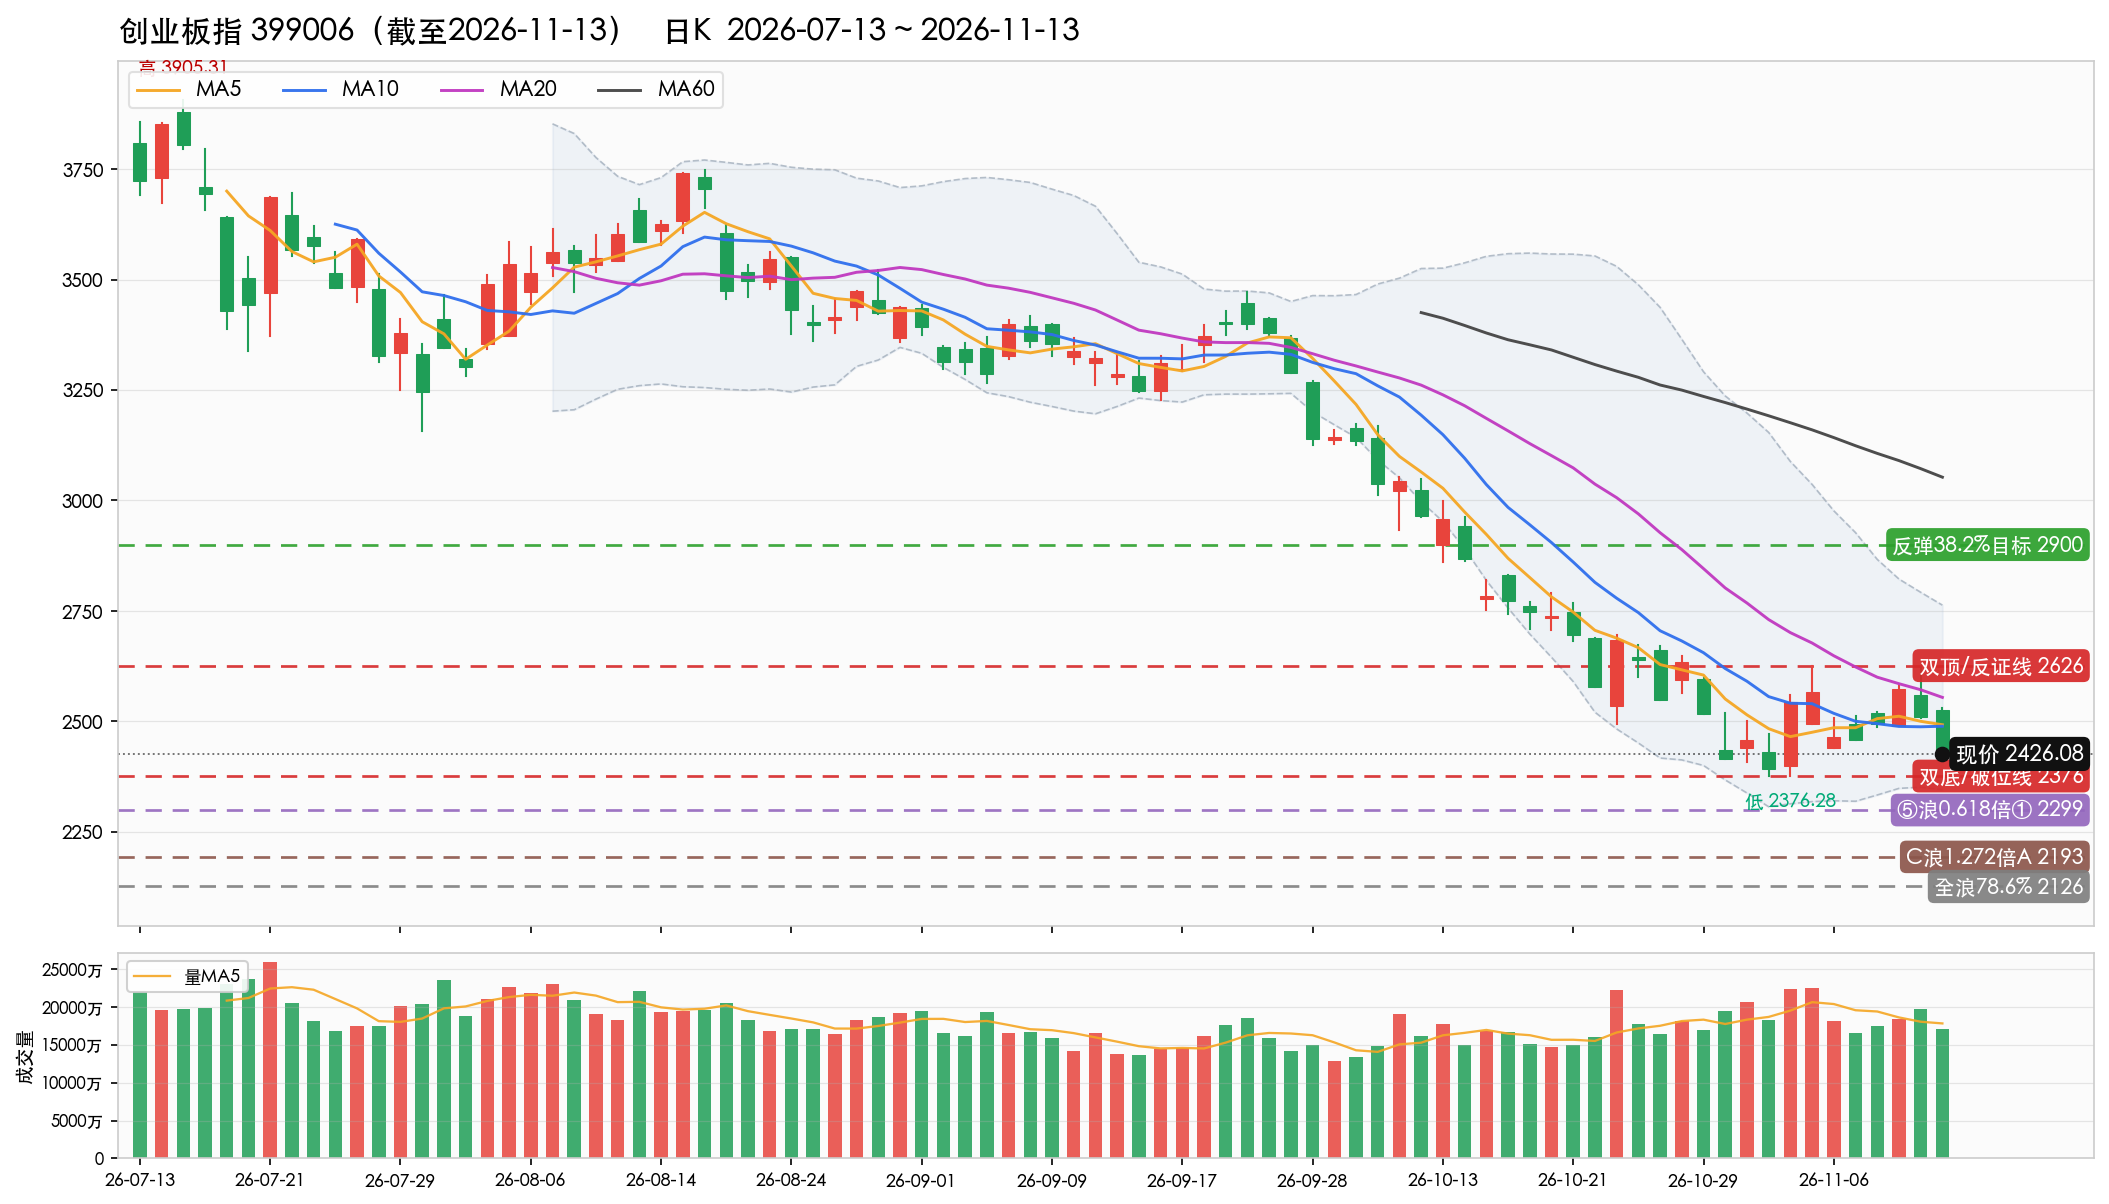 创业板指 399006（截至2026-11-13） 日K 2026-07-13 ~ 2026-11-13
高 3905.31
MA5 MA10 MA20 MA60
3750
3500
3250
3000
2750
2500
2250
反弹38.2%目标 2900
双顶/反证线 2626
现价 2426.08
双底/破位线 2376
低 2376.28
⑤浪0.618倍① 2299
C浪1.272倍A 2193
全浪78.6% 2126
量MA5
成交量
25000万
20000万
15000万
10000万
5000万
0
26-07-13 26-07-21 26-07-29 26-08-06 26-08-14 26-08-24 26-09-01 26-09-09 26-09-17 26-09-28 26-10-13 26-10-21 26-10-29 26-11-06